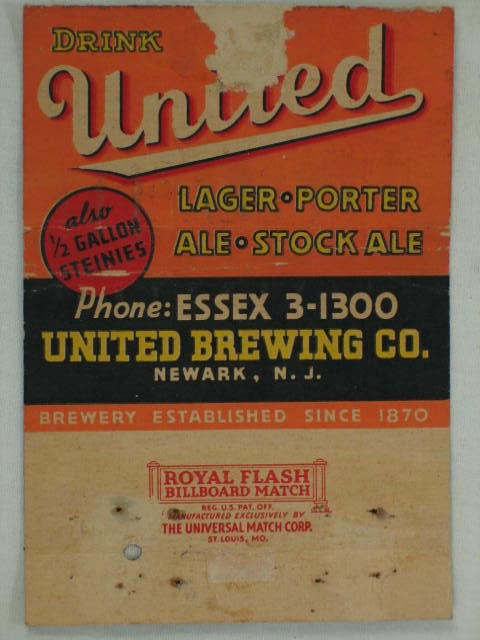 DRINK
United
LAGER • PORTER
ALE • STOCK ALE
also
1/2 GALLON
STEINIES
Phone: ESSEX 3-1300
UNITED BREWING CO.
NEWARK, N. J.
BREWERY ESTABLISHED SINCE 1870
ROYAL FLASH
BILLBOARD MATCH
REG. U.S. PAT. OFF.
MANUFACTURED EXCLUSIVELY BY
THE UNIVERSAL MATCH CORP.
ST. LOUIS, MO.